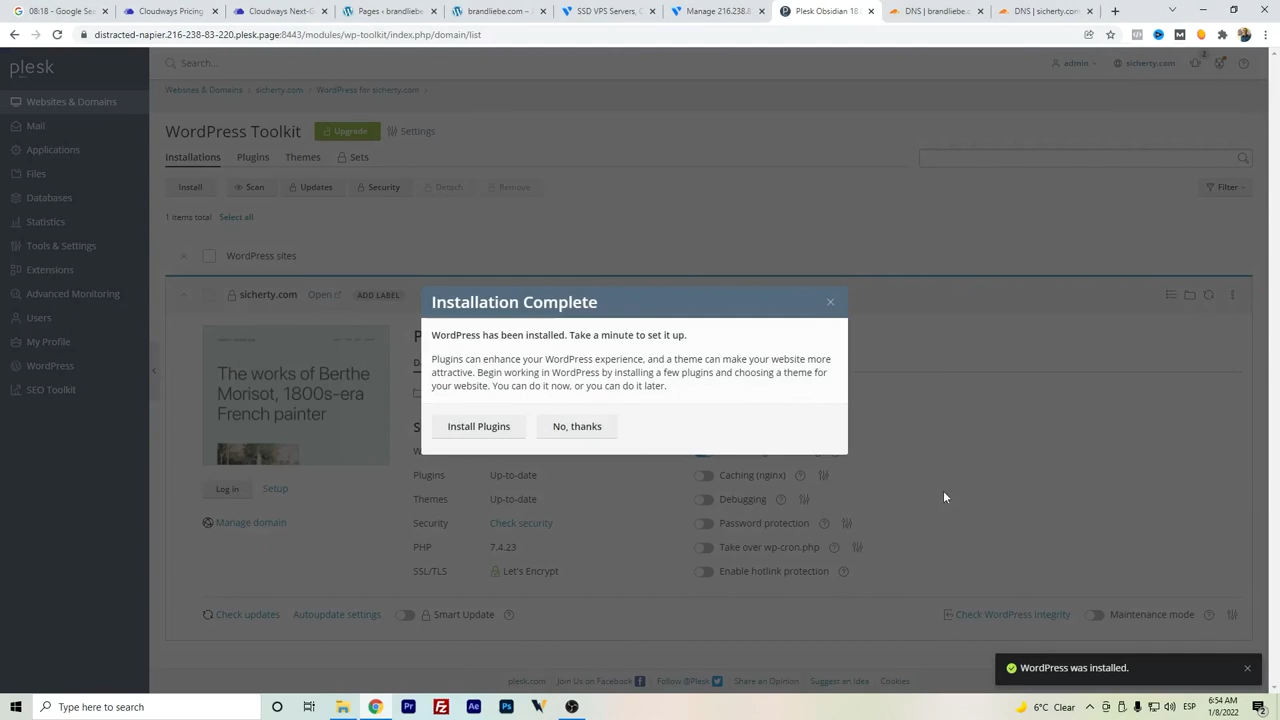 08:18 - Google S
Cloudways Pricing
Cloudways Next-G
Pages ‹ brandlieb
brandliebe.com –
SSD VPS Servers, C
Manage 216.238.8
Plesk Obsidian 18
DNS | brandliebe.c
DNS | sicherty.com
distracted-napier.216-238-83-220.plesk.page:8443/modules/wp-toolkit/index.php/domain/list
plesk
Search...
admin
sicherty.com
2
Websites & Domains
sicherty.com
WordPress for sicherty.com
Websites & Domains
Mail
Applications
Files
Databases
Statistics
Tools & Settings
Extensions
Advanced Monitoring
Users
My Profile
WordPress
SEO Toolkit
WordPress Toolkit
Upgrade
Settings
Installations
Plugins
Themes
Sets
Install
Scan
Updates
Security
Detach
Remove
Filter
1 items total
Select all
WordPress sites
sicherty.com
Open
ADD LABEL
The works of Berthe
Morisot, 1800s-era
French painter
Installation Complete
WordPress has been installed. Take a minute to set it up.
Plugins can enhance your WordPress experience, and a theme can make your website more
attractive. Begin working in WordPress by installing a few plugins and choosing a theme for
your website. You can do it now, or you can do it later.
Install Plugins
No, thanks
Log in
Setup
Manage domain
Plugins
Up-to-date
Caching (nginx)
Themes
Up-to-date
Debugging
Security
Check security
Password protection
PHP
7.4.23
Take over wp-cron.php
SSL/TLS
Let's Encrypt
Enable hotlink protection
Check updates
Autoupdate settings
Smart Update
Check WordPress Integrity
Maintenance mode
plesk.com
Join Us on Facebook
Follow @Plesk
Share an Opinion
Suggest an Idea
Cookies
WordPress was installed.
Type here to search
Pr
Fz
Ae
Ps
6°C Clear
ESP
6:54 AM
1/8/2022
2